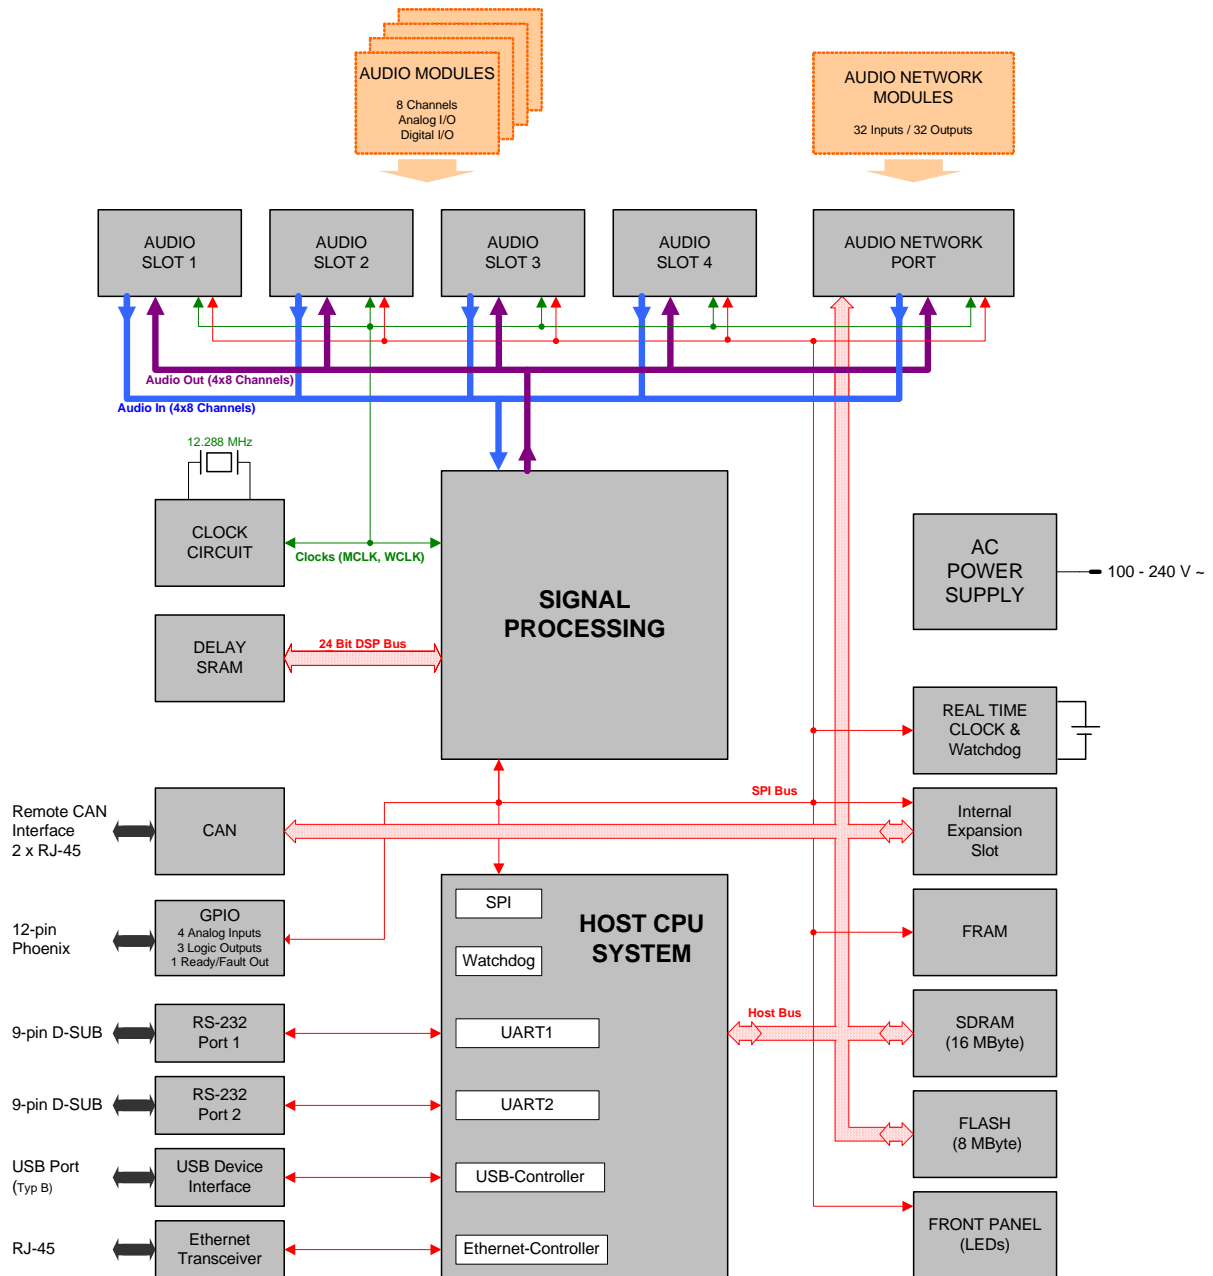 AUDIO MODULES
8 Channels
Analog I/O
Digital I/O
AUDIO NETWORK
MODULES
32 Inputs / 32 Outputs
AUDIO
SLOT 1
AUDIO
SLOT 2
AUDIO
SLOT 3
AUDIO
SLOT 4
AUDIO NETWORK
PORT
Audio Out (4x8 Channels)
Audio In (4x8 Channels)
12.288 MHz
CLOCK
CIRCUIT
Clocks (MCLK, WCLK)
SIGNAL
PROCESSING
AC
POWER
SUPPLY
100 - 240 V ~
DELAY
SRAM
24 Bit DSP Bus
REAL TIME
CLOCK &
Watchdog
SPI Bus
Remote CAN
Interface
2 x RJ-45
CAN
Internal
Expansion
Slot
12-pin
Phoenix
GPIO
4 Analog Inputs
3 Logic Outputs
1 Ready/Fault Out
SPI
HOST CPU
SYSTEM
Watchdog
FRAM
9-pin D-SUB
RS-232
Port 1
UART1
Host Bus
SDRAM
(16 MByte)
9-pin D-SUB
RS-232
Port 2
UART2
FLASH
(8 MByte)
USB Port
(Typ B)
USB Device
Interface
USB-Controller
RJ-45
Ethernet
Transceiver
Ethernet-Controller
FRONT PANEL
(LEDs)